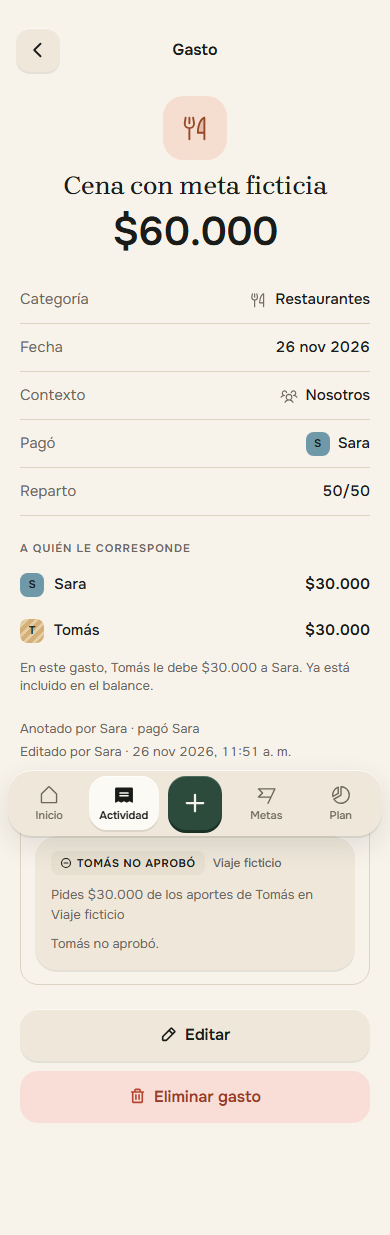 Gasto
Cena con meta ficticia
$60.000
Categoría
Restaurantes
Fecha
26 nov 2026
Contexto
Nosotros
Pagó
S
Sara
Reparto
50/50
A QUIÉN LE CORRESPONDE
S
Sara
$30.000
T
Tomás
$30.000
En este gasto, Tomás le debe $30.000 a Sara. Ya está
incluido en el balance.
Anotado por Sara · pagó Sara
Editado por Sara · 26 nov 2026, 11:51 a. m.
Inicio
Actividad
Metas
Plan
TOMÁS NO APROBÓ
Viaje ficticio
Pides $30.000 de los aportes de Tomás en
Viaje ficticio
Tomás no aprobó.
Editar
Eliminar gasto